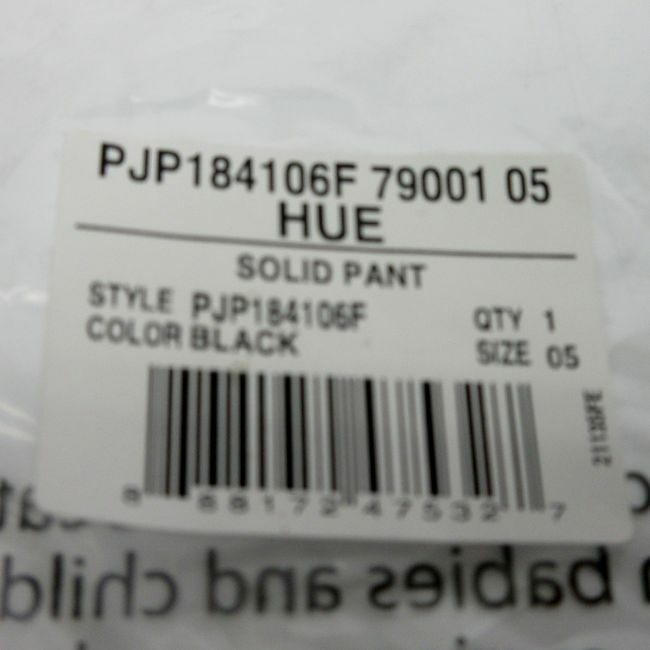 PJP184106F 79001 05
HUE
SOLID PANT
STYLE PJP184106F QTY 1
COLOR BLACK SIZE 05
8 88172 47532 7
babies and child